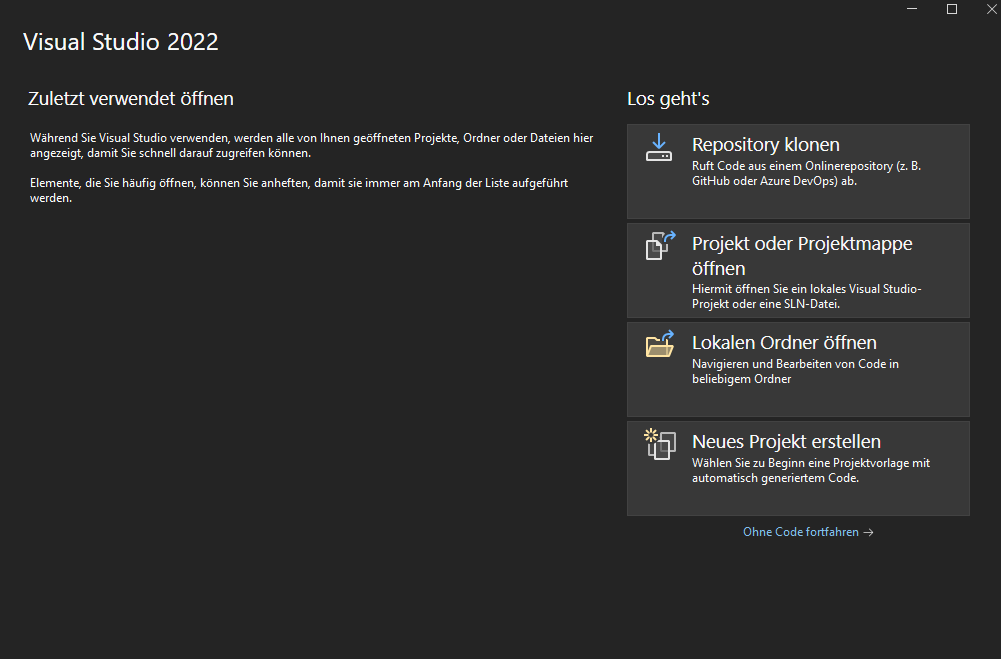 Visual Studio 2022
Zuletzt verwendet öffnen
Während Sie Visual Studio verwenden, werden alle von Ihnen geöffneten Projekte, Ordner oder Dateien hier
angezeigt, damit Sie schnell darauf zugreifen können.
Elemente, die Sie häufig öffnen, können Sie anheften, damit sie immer am Anfang der Liste aufgeführt
werden.
Los geht's
Repository klonen
Ruft Code aus einem Onlinerepository (z. B.
GitHub oder Azure DevOps) ab.
Projekt oder Projektmappe
öffnen
Hiermit öffnen Sie ein lokales Visual Studio-
Projekt oder eine SLN-Datei.
Lokalen Ordner öffnen
Navigieren und Bearbeiten von Code in
beliebigem Ordner
Neues Projekt erstellen
Wählen Sie zu Beginn eine Projektvorlage mit
automatisch generiertem Code.
Ohne Code fortfahren →